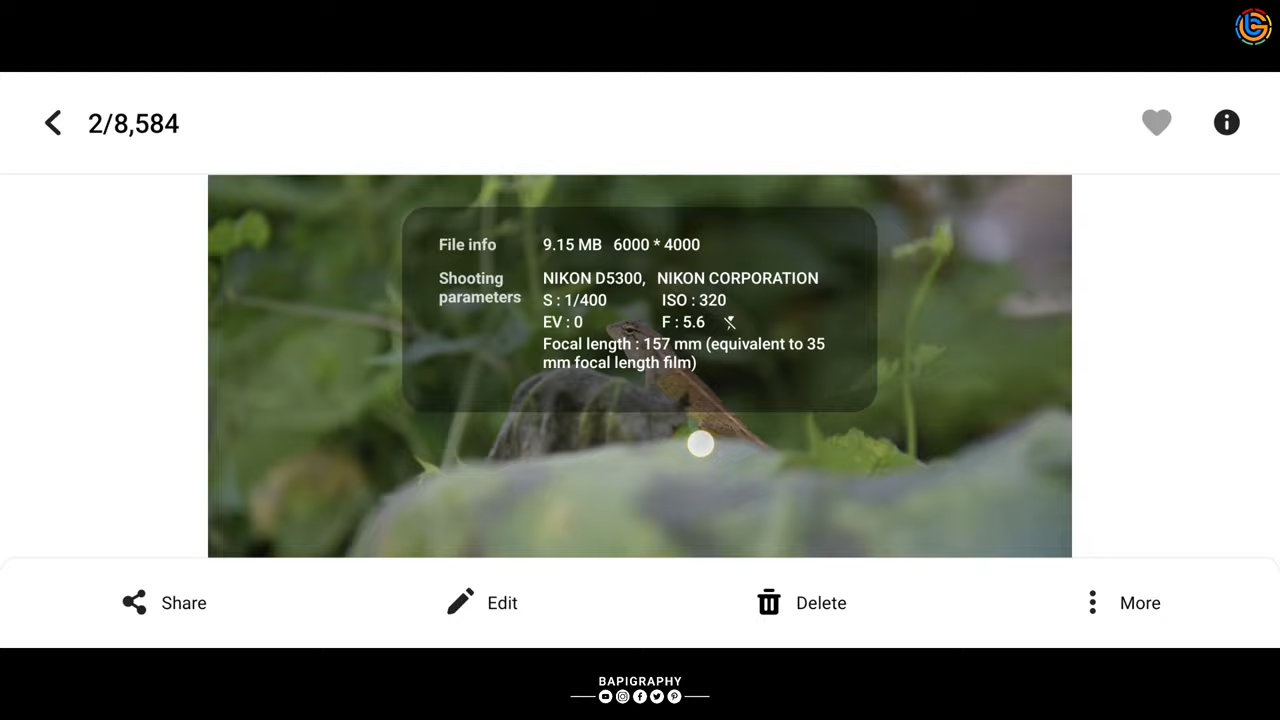 2/8,584
File info 9.15 MB 6000 * 4000
Shooting parameters
NIKON D5300, NIKON CORPORATION
S : 1/400 ISO : 320
EV : 0 F : 5.6
Focal length : 157 mm (equivalent to 35
mm focal length film)
Share Edit Delete More
BAPIGRAPHY